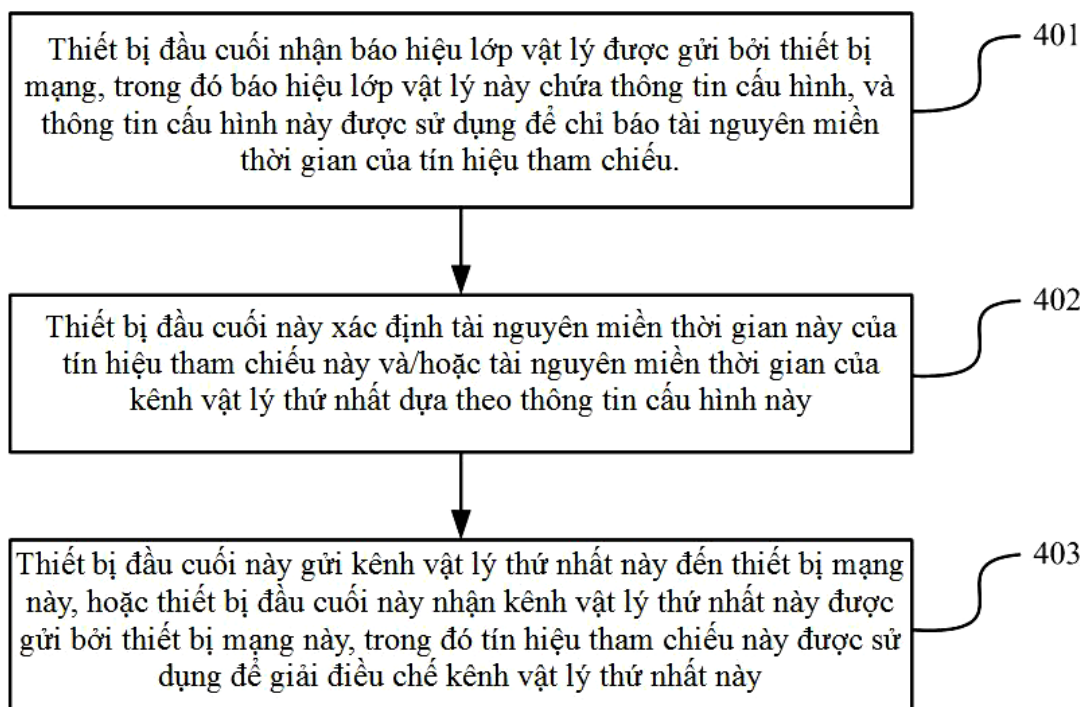 Thiết bị đầu cuối nhận báo hiệu lớp vật lý được gửi bởi thiết bị
mạng, trong đó báo hiệu lớp vật lý này chứa thông tin cấu hình, và
thông tin cấu hình này được sử dụng để chỉ báo tài nguyên miền
thời gian của tín hiệu tham chiếu.
401
Thiết bị đầu cuối này xác định tài nguyên miền thời gian này của
tín hiệu tham chiếu này và/hoặc tài nguyên miền thời gian của
kênh vật lý thứ nhất dựa theo thông tin cấu hình này
402
Thiết bị đầu cuối này gửi kênh vật lý thứ nhất này đến thiết bị mạng
này, hoặc thiết bị đầu cuối này nhận kênh vật lý thứ nhất này được
gửi bởi thiết bị mạng này, trong đó tín hiệu tham chiếu này được sử
dụng để giải điều chế kênh vật lý thứ nhất này
403